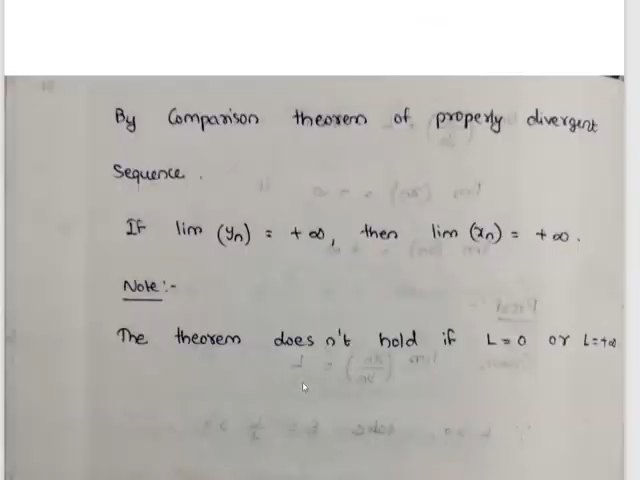 By Comparison theorem of properly divergent
Sequence.
If lim (yn) = +∞, then lim (xn) = +∞.
Note:-
The theorem does n't hold if L=0 or L=+∞